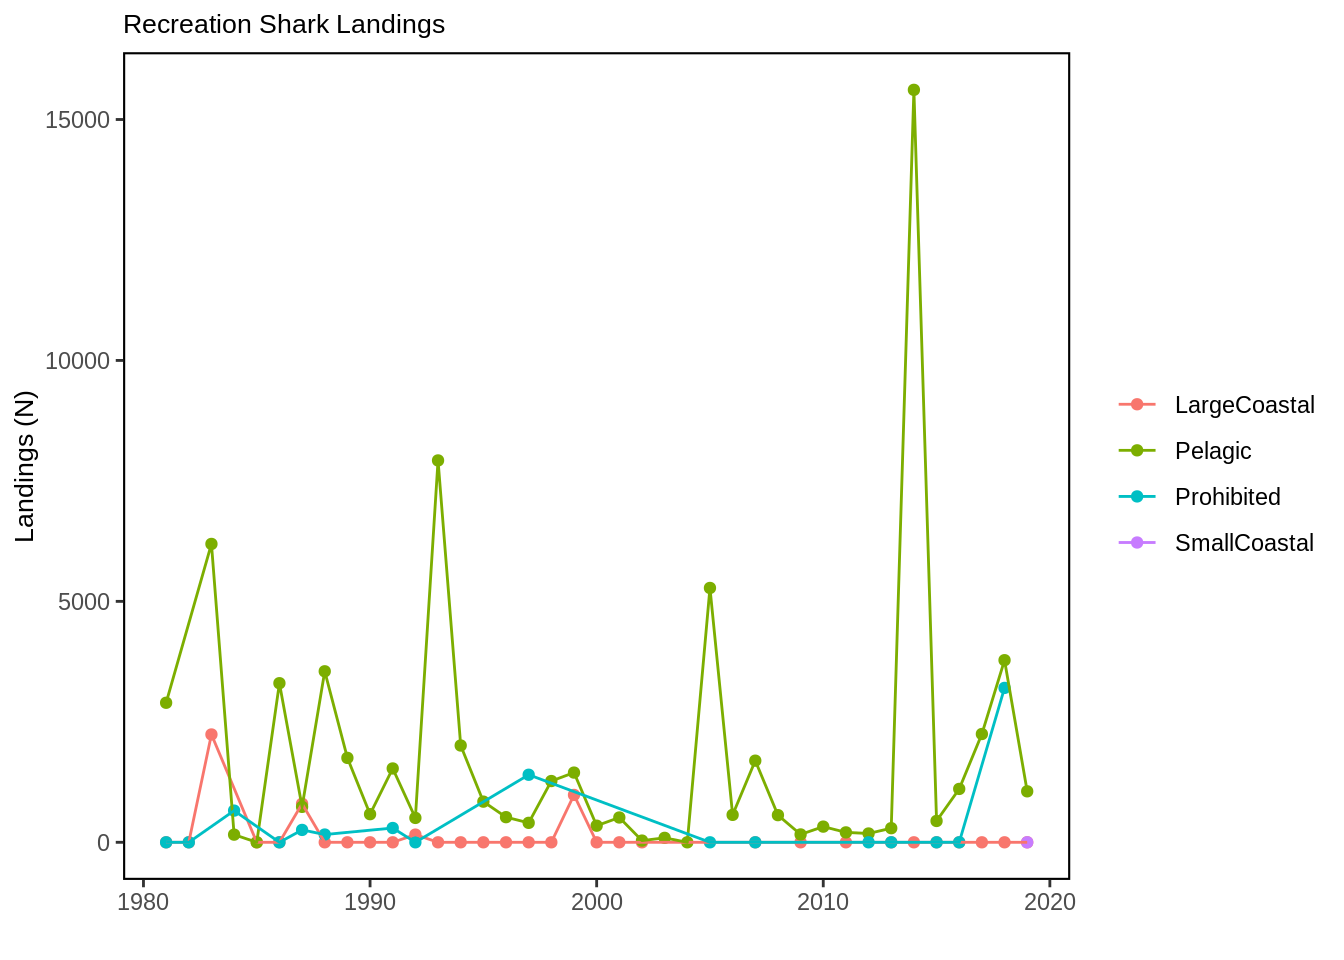 Recreation Shark Landings
Landings (N)
15000
10000
5000
0
1980
1990
2000
2010
2020
LargeCoastal
Pelagic
Prohibited
SmallCoastal